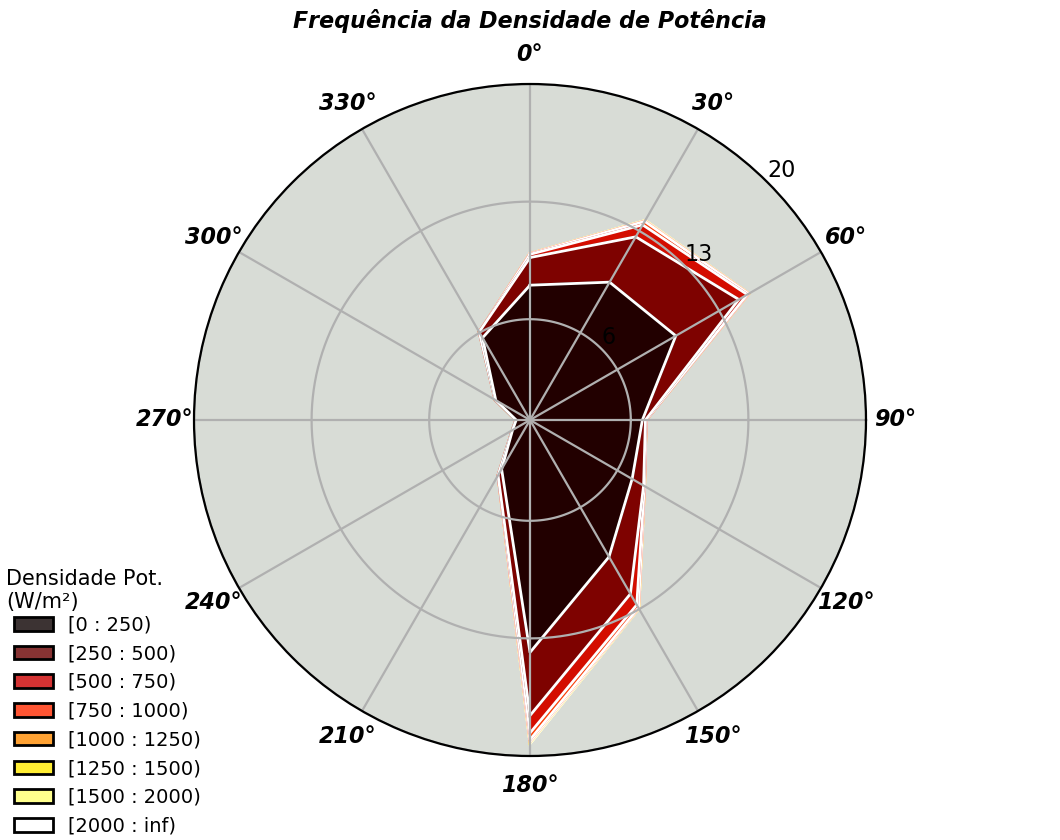 Frequência da Densidade de Potência
0°
330°
30°
20
300°
60°
13
6
270°
90°
240°
120°
210°
150°
180°
Densidade Pot.
(W/m²)
[0 : 250)
[250 : 500)
[500 : 750)
[750 : 1000)
[1000 : 1250)
[1250 : 1500)
[1500 : 2000)
[2000 : inf)